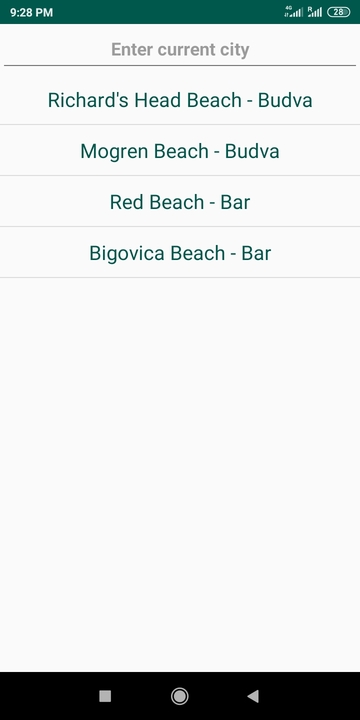 9:28 PM
4G
R
28
Enter current city
Richard's Head Beach - Budva
Mogren Beach - Budva
Red Beach - Bar
Bigovica Beach - Bar